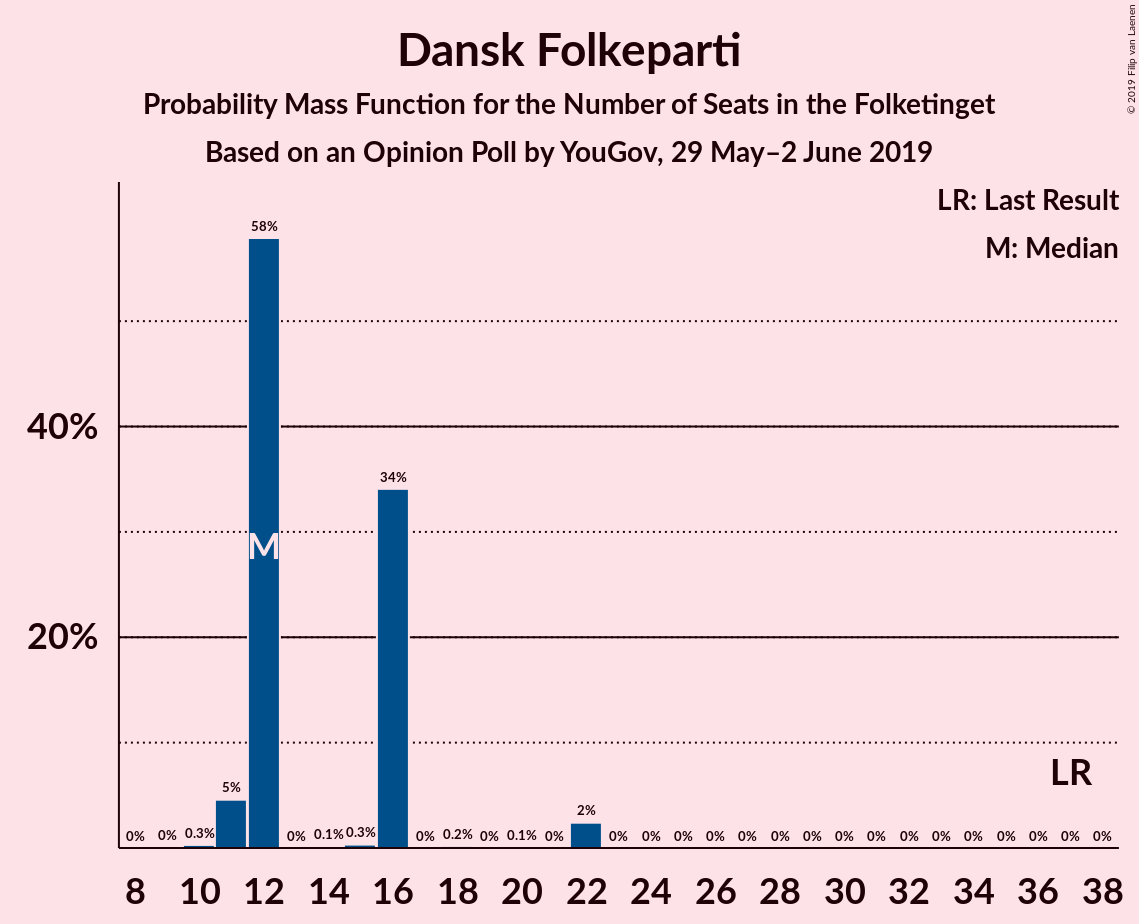 Dansk Folkeparti
Probability Mass Function for the Number of Seats in the Folketinget
Based on an Opinion Poll by YouGov, 29 May–2 June 2019
© 2019 Filip van Laenen
LR: Last Result
M: Median
58%
40%
34%
M
20%
LR
5%
2%
0% 0% 0.3% 0% 0.1% 0.3% 0% 0.2% 0% 0.1% 0% 0% 0% 0% 0% 0% 0% 0% 0% 0% 0% 0% 0% 0% 0% 0% 0%
8 10 12 14 16 18 20 22 24 26 28 30 32 34 36 38